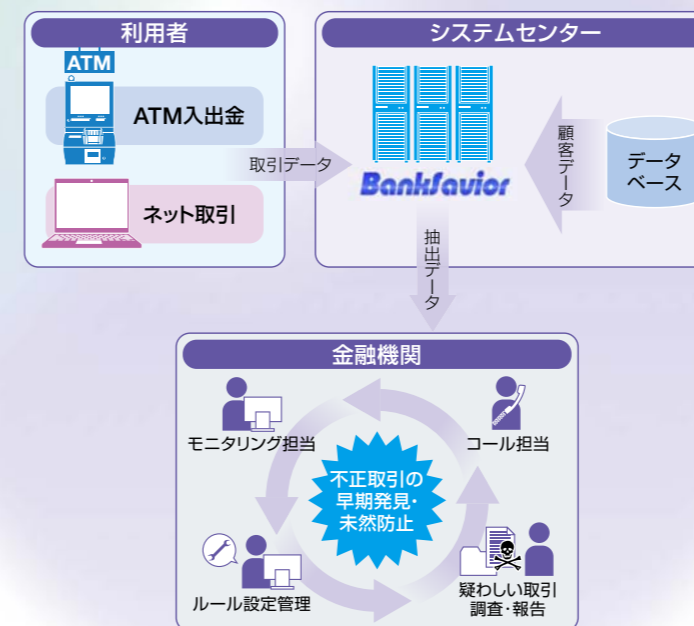 利用者
ATM
ATM入出金
ネット取引
取引データ
システムセンター
BankSavior
顧客データ
データ
ベース
抽出データ
金融機関
モニタリング担当
コール担当
不正取引の
早期発見・
未然防止
ルール設定管理
疑わしい取引
調査・報告